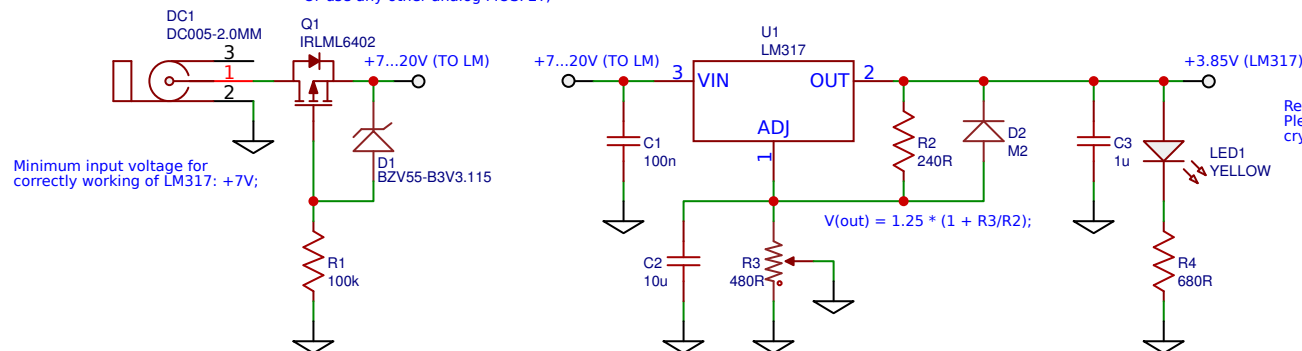 DC1
DC005-2.0MM
3
1
2
Q1
IRLML6402
+7...20V (TO LM)
D1
BZV55-B3V3.115
Minimum input voltage for
correctly working of LM317: +7V;
R1
100k
+7...20V (TO LM)
C1
100n
U1
LM317
3
VIN
OUT
2
ADJ
1
R2
240R
D2
M2
V(out) = 1.25 * (1 + R3/R2);
C2
10u
R3
480R
C3
1u
+3.85V (LM317)
LED1
YELLOW
R4
680R